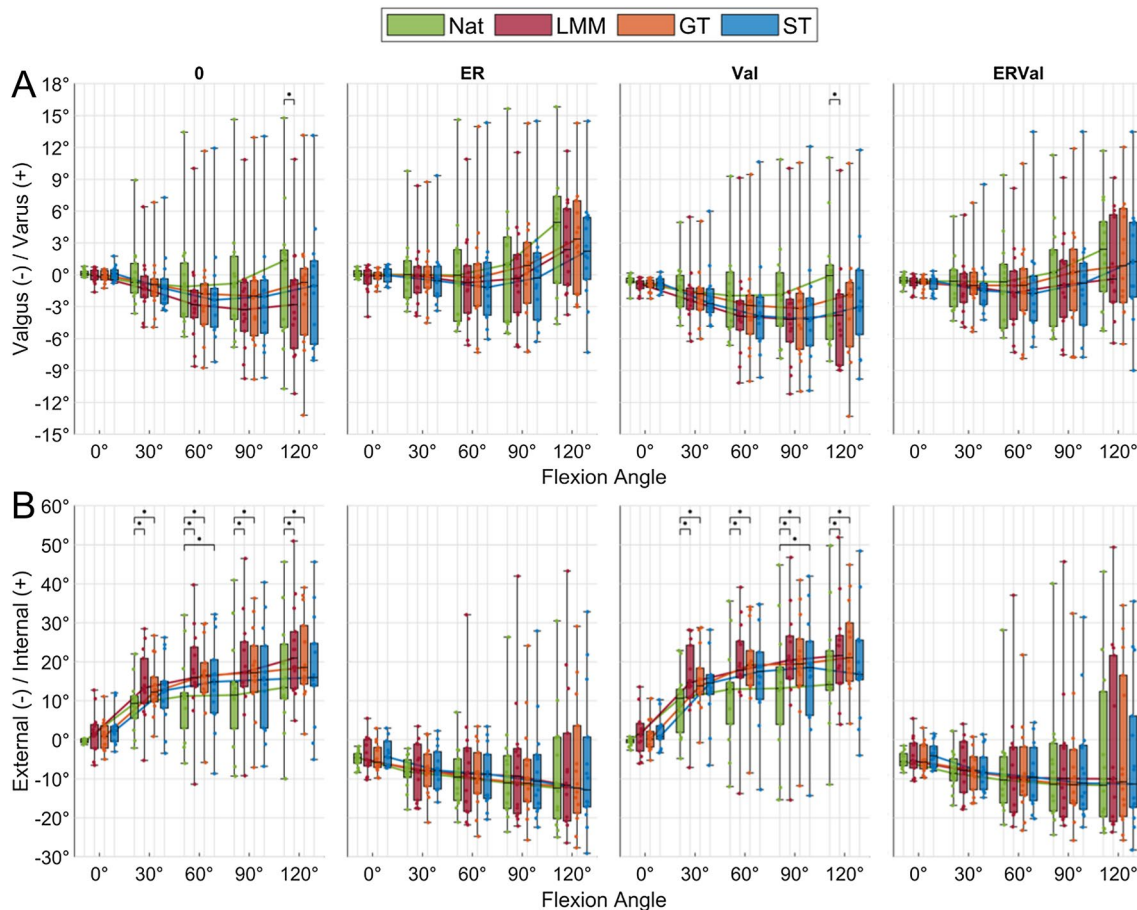 Nat LMM GT ST
A
0 ER Val ERVal
18°
15°
12°
9°
6°
3°
0°
-3°
-6°
-9°
-12°
-15°
Valgus (-) / Varus (+)
* *
0° 30° 60° 90° 120° 0° 30° 60° 90° 120° 0° 30° 60° 90° 120° 0° 30° 60° 90° 120°
Flexion Angle
B
60°
50°
40°
30°
20°
10°
0°
-10°
-20°
-30°
External (-) / Internal (+)
* * * * * * * *
* * * * * * * *
* *
0° 30° 60° 90° 120° 0° 30° 60° 90° 120° 0° 30° 60° 90° 120° 0° 30° 60° 90° 120°
Flexion Angle